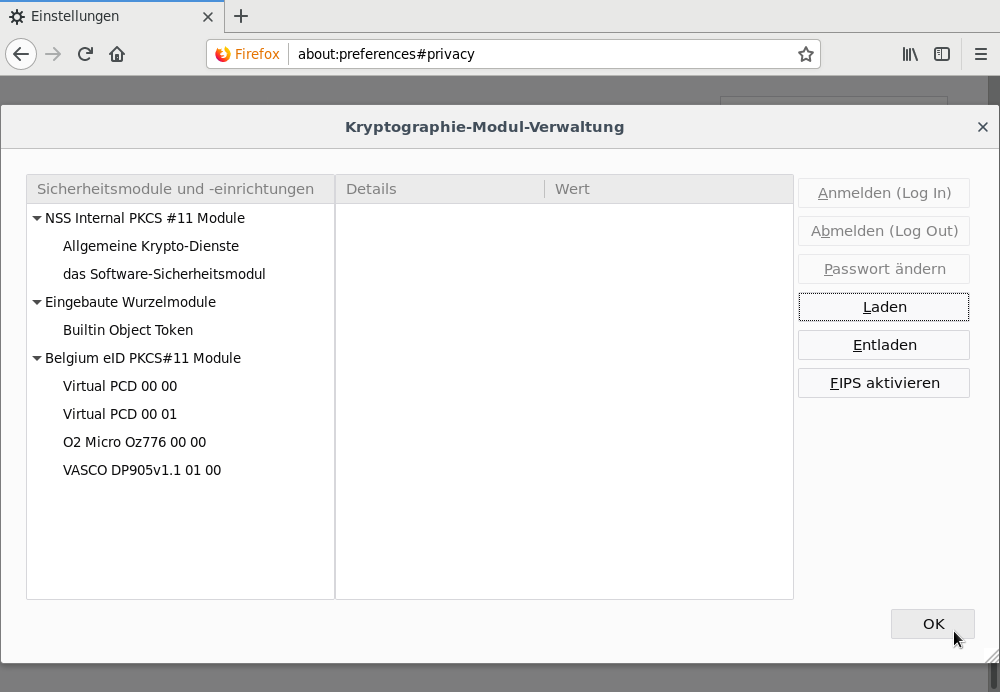 Einstellungen
Firefox about:preferences#privacy
Kryptographie-Modul-Verwaltung
Sicherheitsmodule und -einrichtungen Details Wert
NSS Internal PKCS #11 Module
Allgemeine Krypto-Dienste
das Software-Sicherheitsmodul
Eingebaute Wurzelmodule
Builtin Object Token
Belgium eID PKCS#11 Module
Virtual PCD 00 00
Virtual PCD 00 01
O2 Micro Oz776 00 00
VASCO DP905v1.1 01 00
Anmelden (Log In)
Abmelden (Log Out)
Passwort ändern
Laden
Entladen
FIPS aktivieren
OK